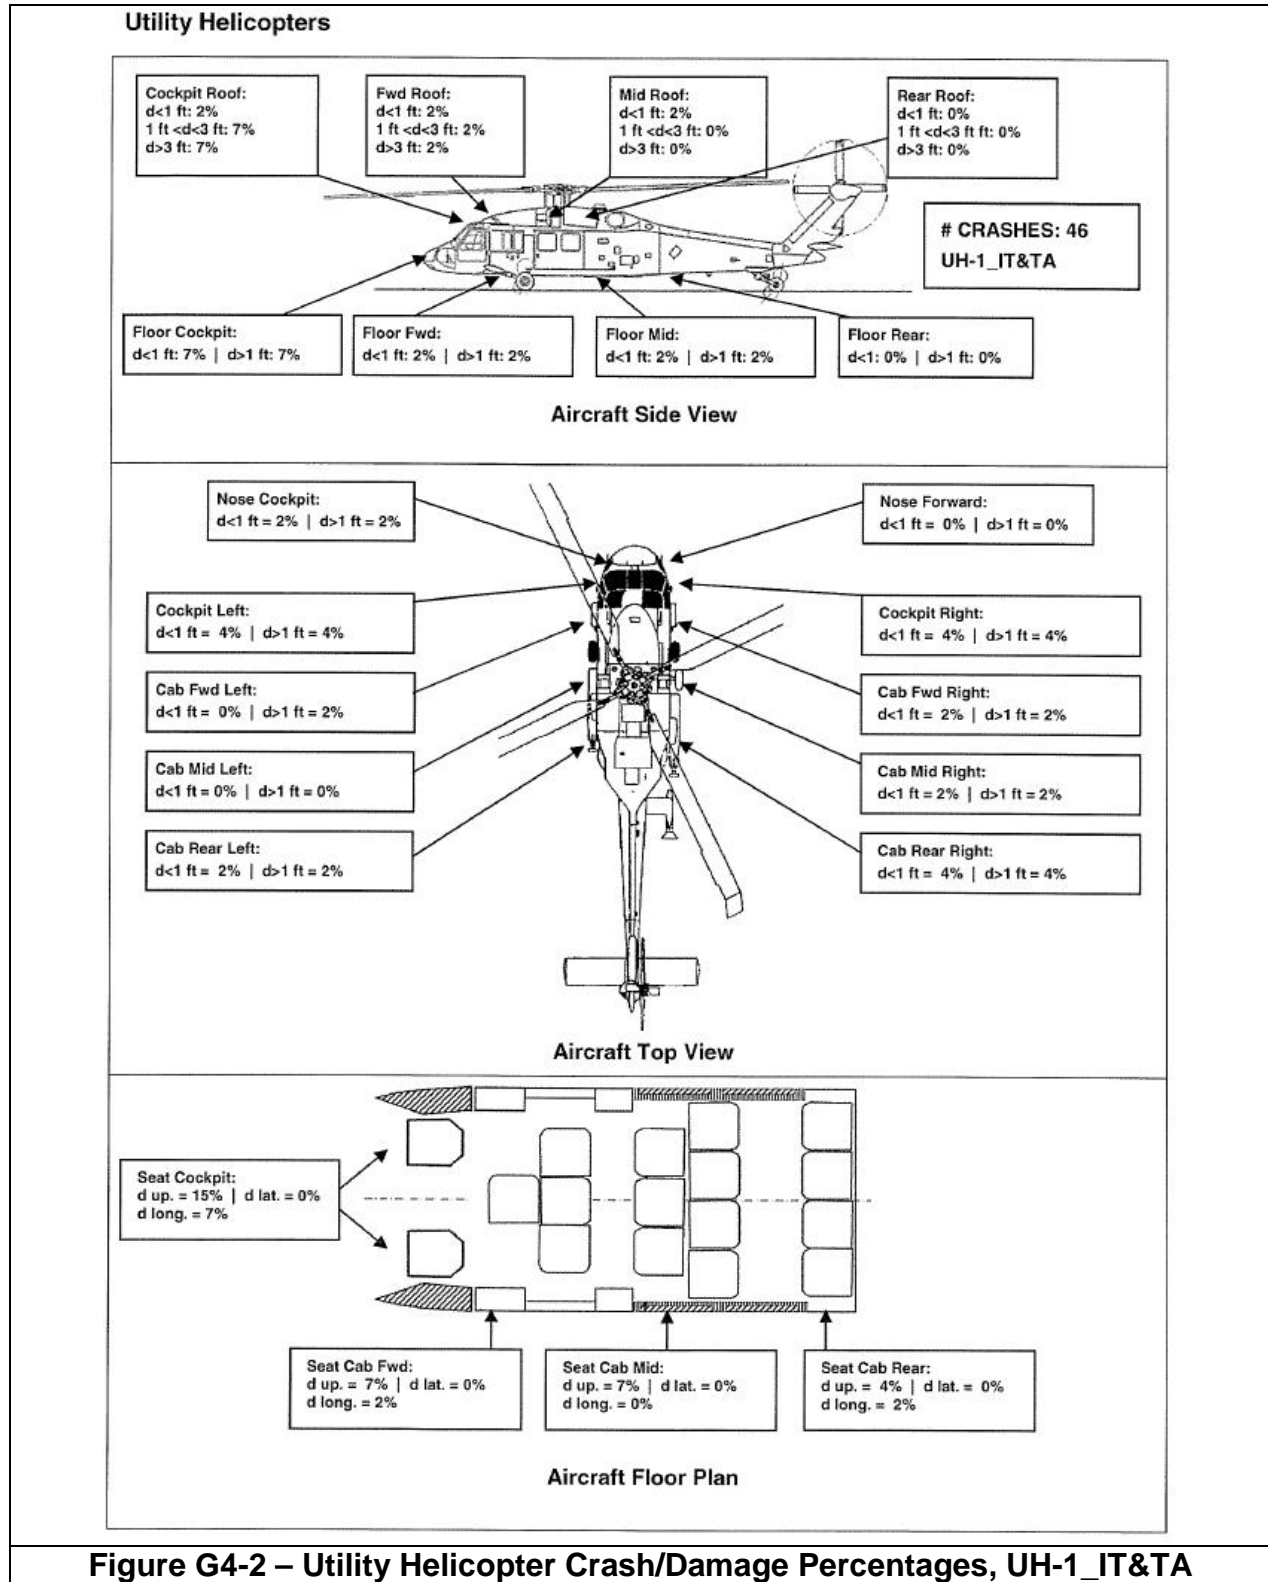 Utility Helicopters
Cockpit Roof:
d<1 ft: 2%
1 ft <d<3 ft: 7%
d>3 ft: 7%
Fwd Roof:
d<1 ft: 2%
1 ft <d<3 ft: 2%
d>3 ft: 2%
Mid Roof:
d<1 ft: 2%
1 ft <d<3 ft: 0%
d>3 ft: 0%
Rear Roof:
d<1 ft: 0%
1 ft <d<3 ft ft: 0%
d>3 ft: 0%
# CRASHES: 46
UH-1_IT&TA
Floor Cockpit:
d<1 ft: 7% | d>1 ft: 7%
Floor Fwd:
d<1 ft: 2% | d>1 ft: 2%
Floor Mid:
d<1 ft: 2% | d>1 ft: 2%
Floor Rear:
d<1: 0% | d>1 ft: 0%
Aircraft Side View
Nose Cockpit:
d<1 ft = 2% | d>1 ft = 2%
Nose Forward:
d<1 ft = 0% | d>1 ft = 0%
Cockpit Left:
d<1 ft = 4% | d>1 ft = 4%
Cockpit Right:
d<1 ft = 4% | d>1 ft = 4%
Cab Fwd Left:
d<1 ft = 0% | d>1 ft = 2%
Cab Fwd Right:
d<1 ft = 2% | d>1 ft = 2%
Cab Mid Left:
d<1 ft = 0% | d>1 ft = 0%
Cab Mid Right:
d<1 ft = 2% | d>1 ft = 2%
Cab Rear Left:
d<1 ft = 2% | d>1 ft = 2%
Cab Rear Right:
d<1 ft = 4% | d>1 ft = 4%
Aircraft Top View
Seat Cockpit:
d up. = 15% | d lat. = 0%
d long. = 7%
Seat Cab Fwd:
d up. = 7% | d lat. = 0%
d long. = 2%
Seat Cab Mid:
d up. = 7% | d lat. = 0%
d long. = 0%
Seat Cab Rear:
d up. = 4% | d lat. = 0%
d long. = 2%
Aircraft Floor Plan
Figure G4-2 – Utility Helicopter Crash/Damage Percentages, UH-1_IT&TA